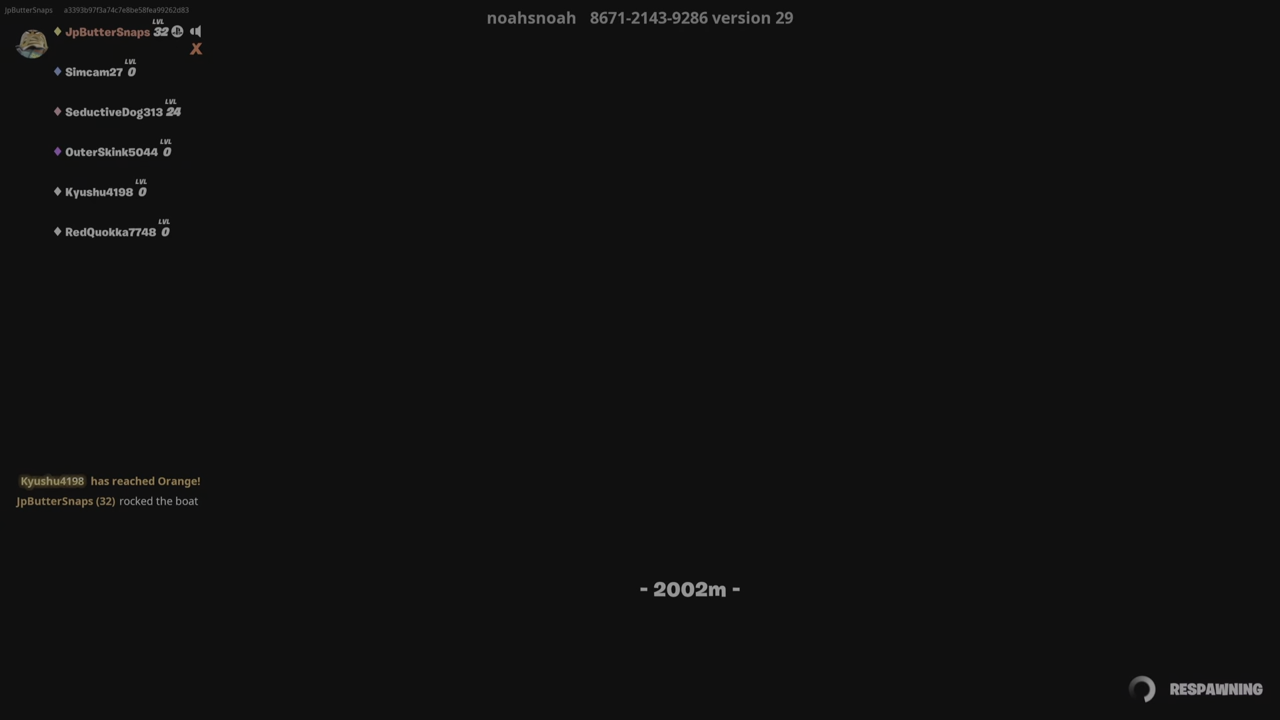 JpButterSnaps a3393b97f3a74c7e8be58fea99262d83
noahsnoah 8671-2143-9286 version 29
LVL
JpButterSnaps 32
X
LVL
Simcam27 0
LVL
SeductiveDog313 24
LVL
OuterSkink5044 0
LVL
Kyushu4198 0
LVL
RedQuokka7748 0
Kyushu4198 has reached Orange!
JpButterSnaps (32) rocked the boat
- 2002m -
RESPAWNING